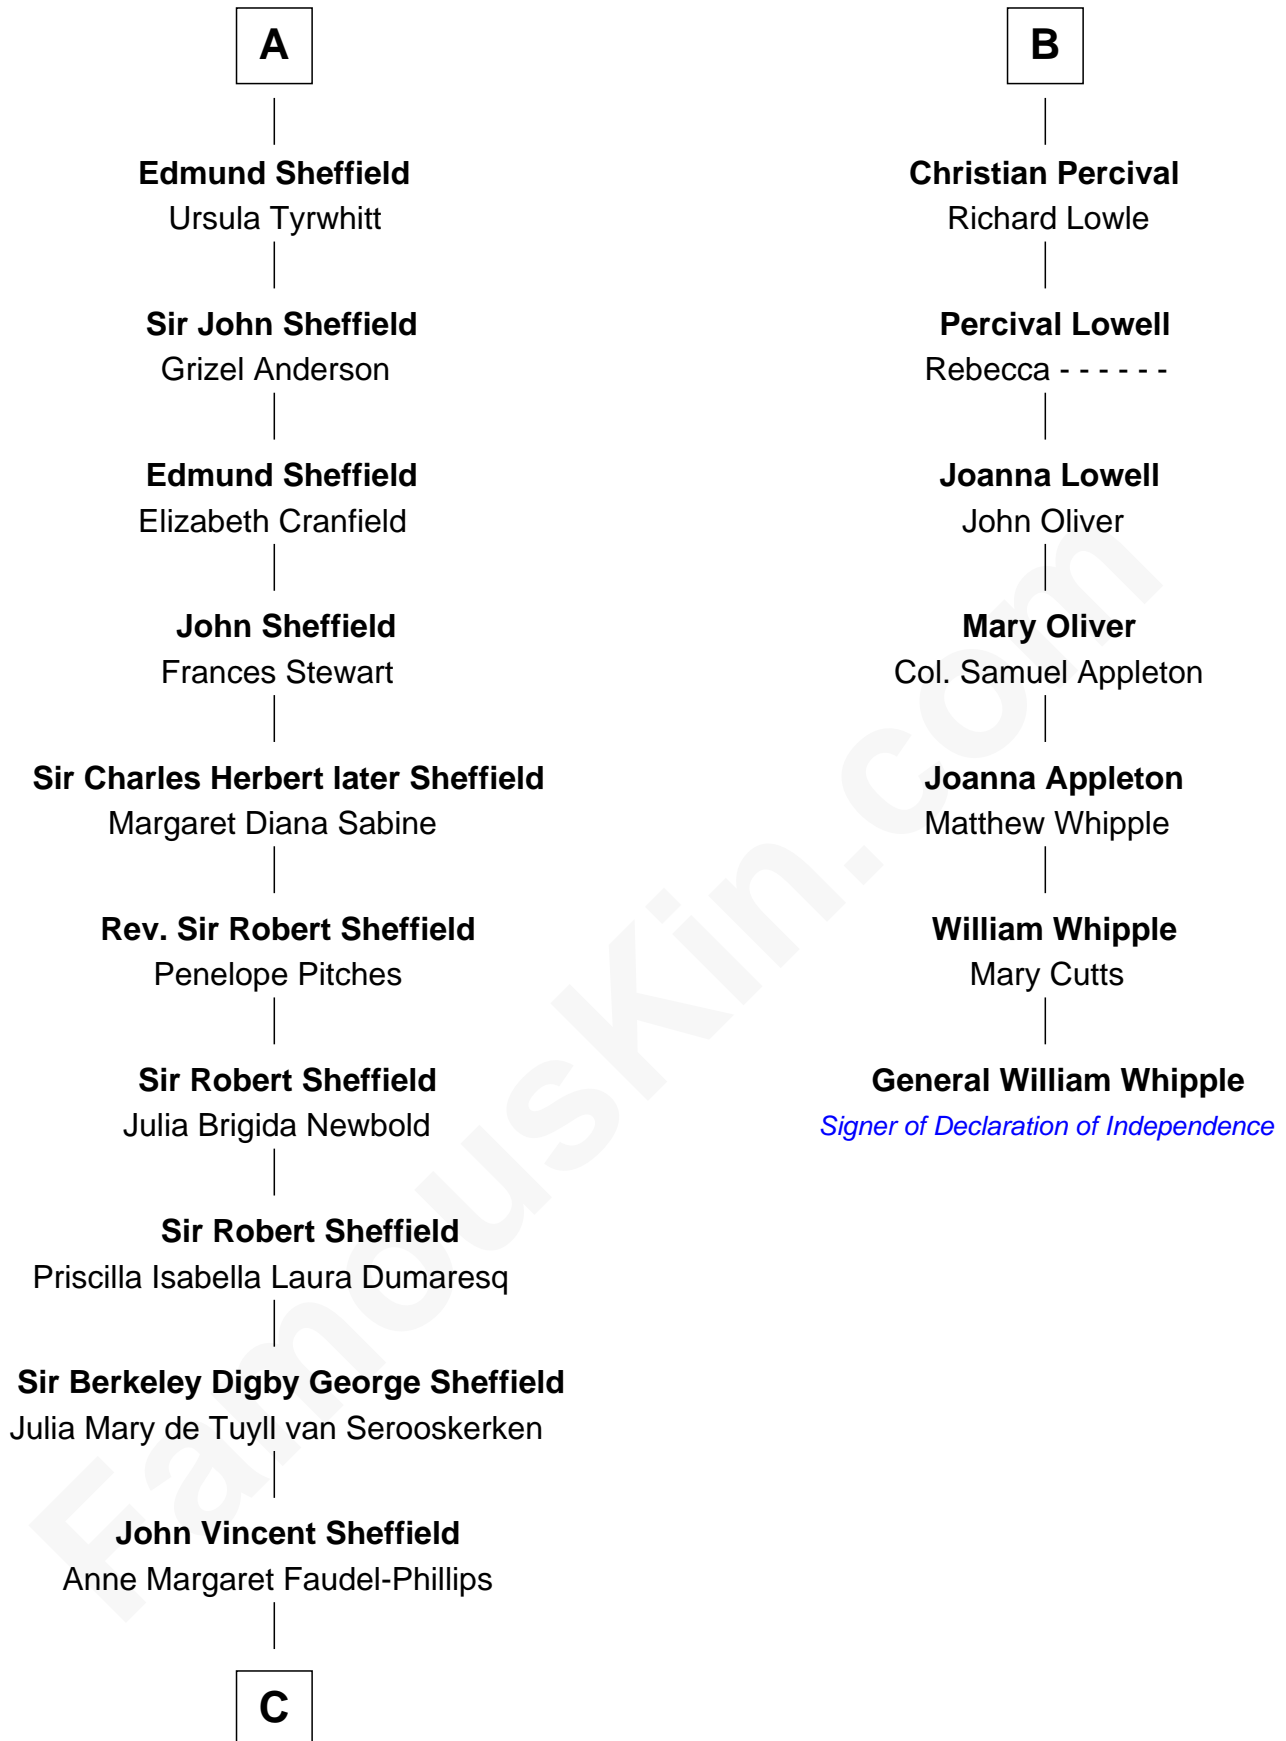 A
Edmund Sheffield
Ursula Tyrwhitt
Sir John Sheffield
Grizel Anderson
Edmund Sheffield
Elizabeth Cranfield
John Sheffield
Frances Stewart
Sir Charles Herbert later Sheffield
Margaret Diana Sabine
Rev. Sir Robert Sheffield
Penelope Pitches
Sir Robert Sheffield
Julia Brigida Newbold
Sir Robert Sheffield
Priscilla Isabella Laura Dumaresq
Sir Berkeley Digby George Sheffield
Julia Mary de Tuyll van Serooskerken
John Vincent Sheffield
Anne Margaret Faudel-Phillips
C
B
Christian Percival
Richard Lowle
Percival Lowell
Rebecca - - - - - -
Joanna Lowell
John Oliver
Mary Oliver
Col. Samuel Appleton
Joanna Appleton
Matthew Whipple
William Whipple
Mary Cutts
General William Whipple
Signer of Declaration of Independence
FamousKin.com